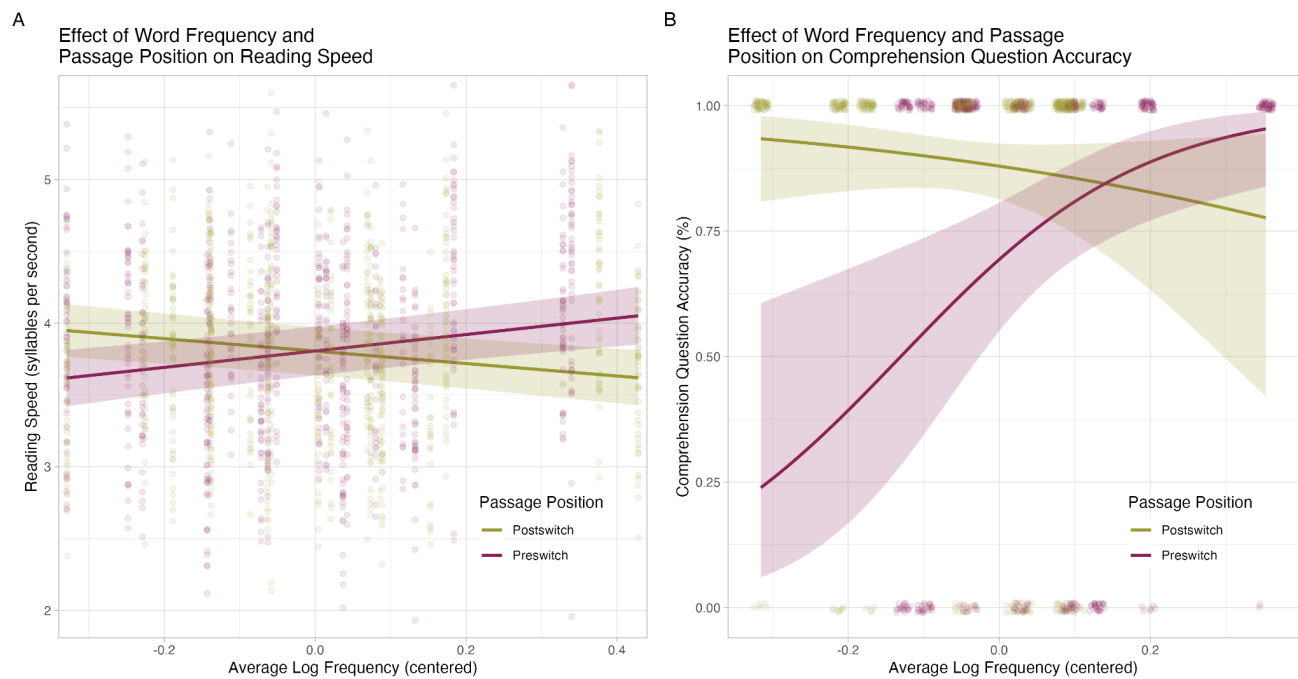 A
Effect of Word Frequency and
Passage Position on Reading Speed
Reading Speed (syllables per second)
5
4
3
2
Passage Position
Postswitch
Preswitch
-0.2
0.0
0.2
0.4
Average Log Frequency (centered)
B
Effect of Word Frequency and Passage
Position on Comprehension Question Accuracy
Comprehension Question Accuracy (%)
1.00
0.75
0.50
0.25
0.00
Passage Position
Postswitch
Preswitch
-0.2
0.0
0.2
Average Log Frequency (centered)